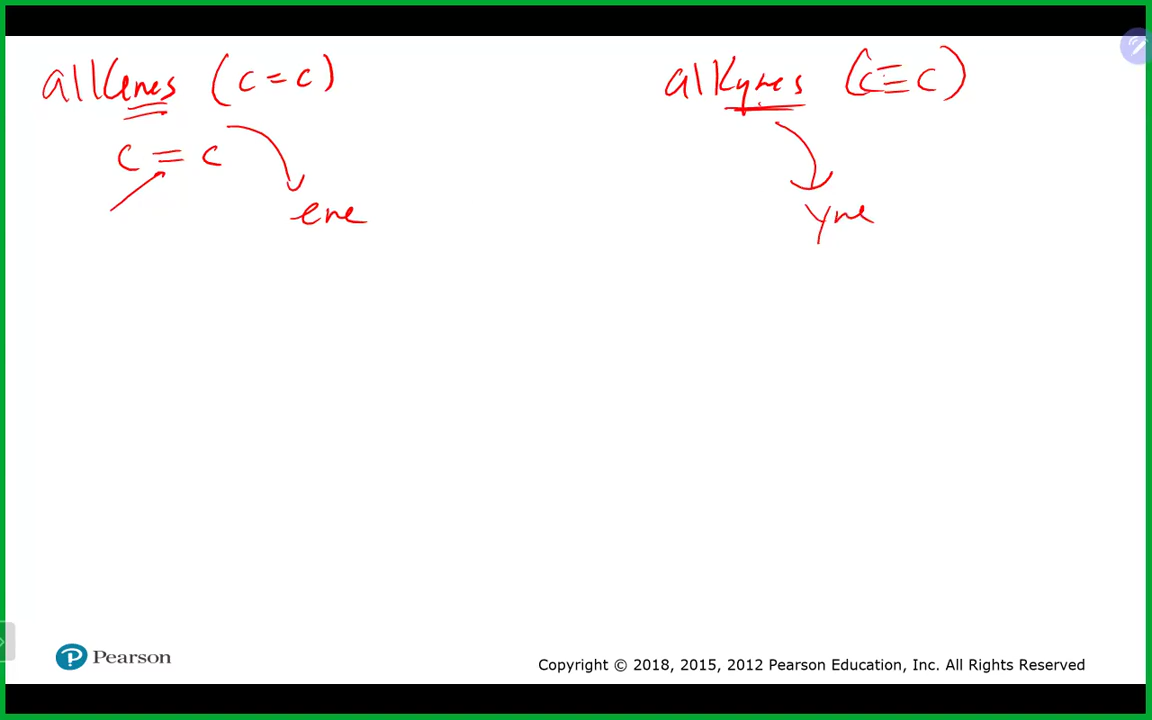 alkenes (C=C)
C = C
ene
alkynes (C≡C)
yne
Pearson
Copyright © 2018, 2015, 2012 Pearson Education, Inc. All Rights Reserved